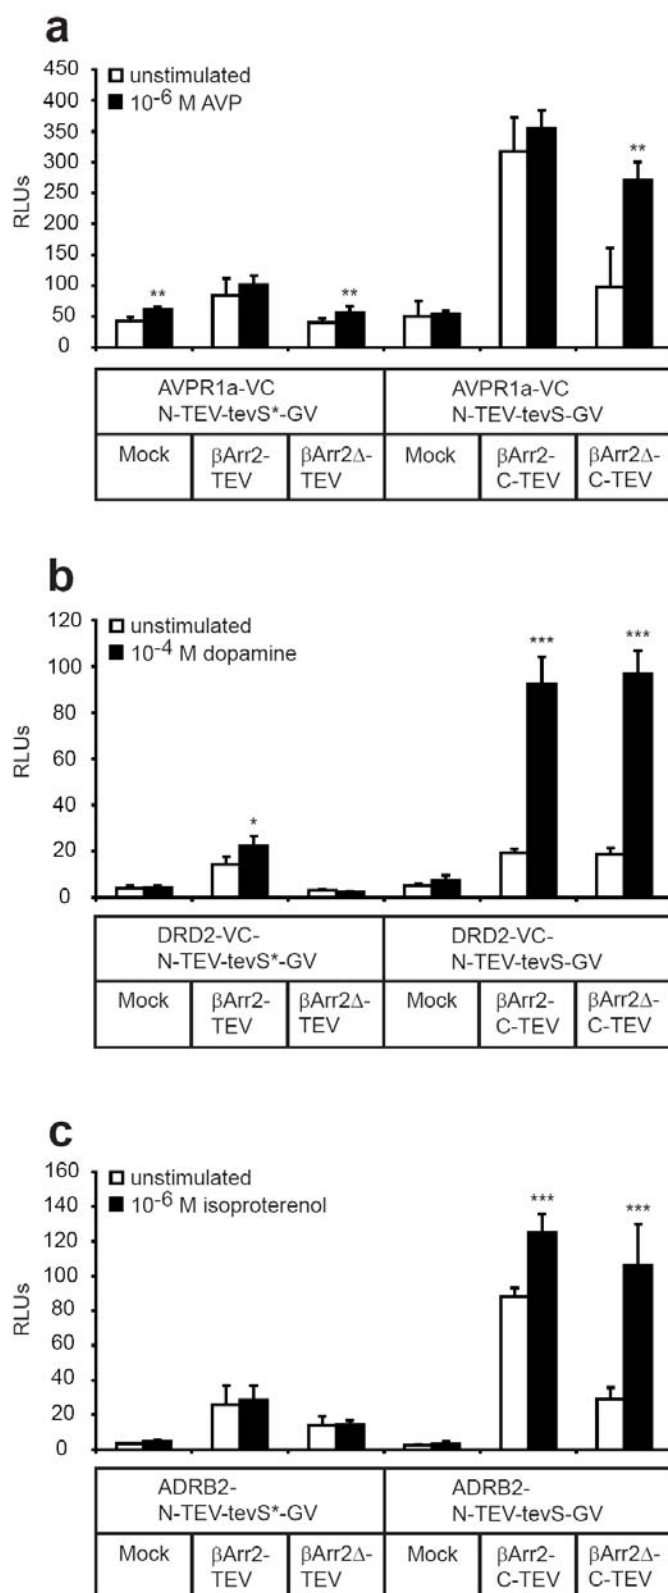 a
450
400
350
300
250
200
150
100
50
0
RLUs
unstimulated
10-6 M AVP
**
**
**
AVPR1a-VC
N-TEV-tevS*-GV
AVPR1a-VC
N-TEV-tevS-GV
Mock
βArr2-
TEV
βArr2Δ-
TEV
Mock
βArr2-
C-TEV
βArr2Δ-
C-TEV
b
120
100
80
60
40
20
0
RLUs
unstimulated
10-4 M dopamine
*
***
***
DRD2-VC-
N-TEV-tevS*-GV
DRD2-VC-
N-TEV-tevS-GV
Mock
βArr2-
TEV
βArr2Δ-
TEV
Mock
βArr2-
C-TEV
βArr2Δ-
C-TEV
c
160
140
120
100
80
60
40
20
0
RLUs
unstimulated
10-6 M isoproterenol
***
***
ADRB2-
N-TEV-tevS*-GV
ADRB2-
N-TEV-tevS-GV
Mock
βArr2-
TEV
βArr2Δ-
TEV
Mock
βArr2-
C-TEV
βArr2Δ-
C-TEV